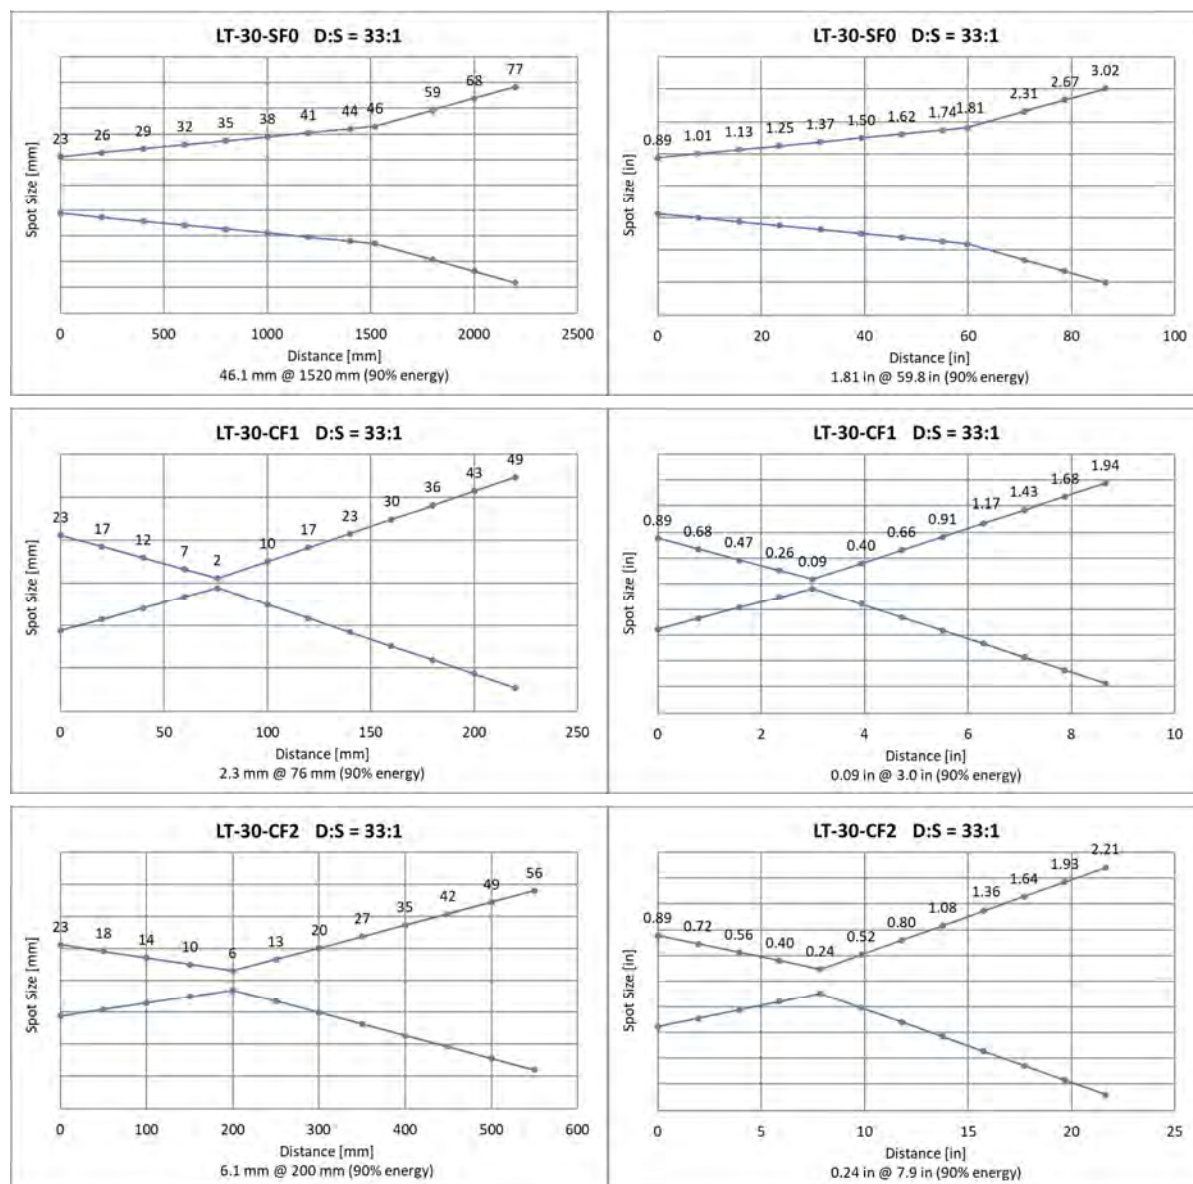 LT-30-SF0 D:S = 33:1
Spot Size [mm]
23 26 29 32 35 38 41 44 46 59 68 77
0 500 1000 1500 2000 2500
Distance [mm]
46.1 mm @ 1520 mm (90% energy)
LT-30-SF0 D:S = 33:1
Spot Size [in]
0.89 1.01 1.13 1.25 1.37 1.50 1.62 1.74 1.81 2.31 2.67 3.02
0 20 40 60 80 100
Distance [in]
1.81 in @ 59.8 in (90% energy)
LT-30-CF1 D:S = 33:1
Spot Size [mm]
23 17 12 7 2 10 17 23 30 36 43 49
0 50 100 150 200 250
Distance [mm]
2.3 mm @ 76 mm (90% energy)
LT-30-CF1 D:S = 33:1
Spot Size [in]
0.89 0.68 0.47 0.26 0.09 0.40 0.66 0.91 1.17 1.43 1.68 1.94
0 2 4 6 8 10
Distance [in]
0.09 in @ 3.0 in (90% energy)
LT-30-CF2 D:S = 33:1
Spot Size [mm]
23 18 14 10 6 13 20 27 35 42 49 56
0 100 200 300 400 500 600
Distance [mm]
6.1 mm @ 200 mm (90% energy)
LT-30-CF2 D:S = 33:1
Spot Size [in]
0.89 0.72 0.56 0.40 0.24 0.52 0.80 1.08 1.36 1.64 1.93 2.21
0 5 10 15 20 25
Distance [in]
0.24 in @ 7.9 in (90% energy)